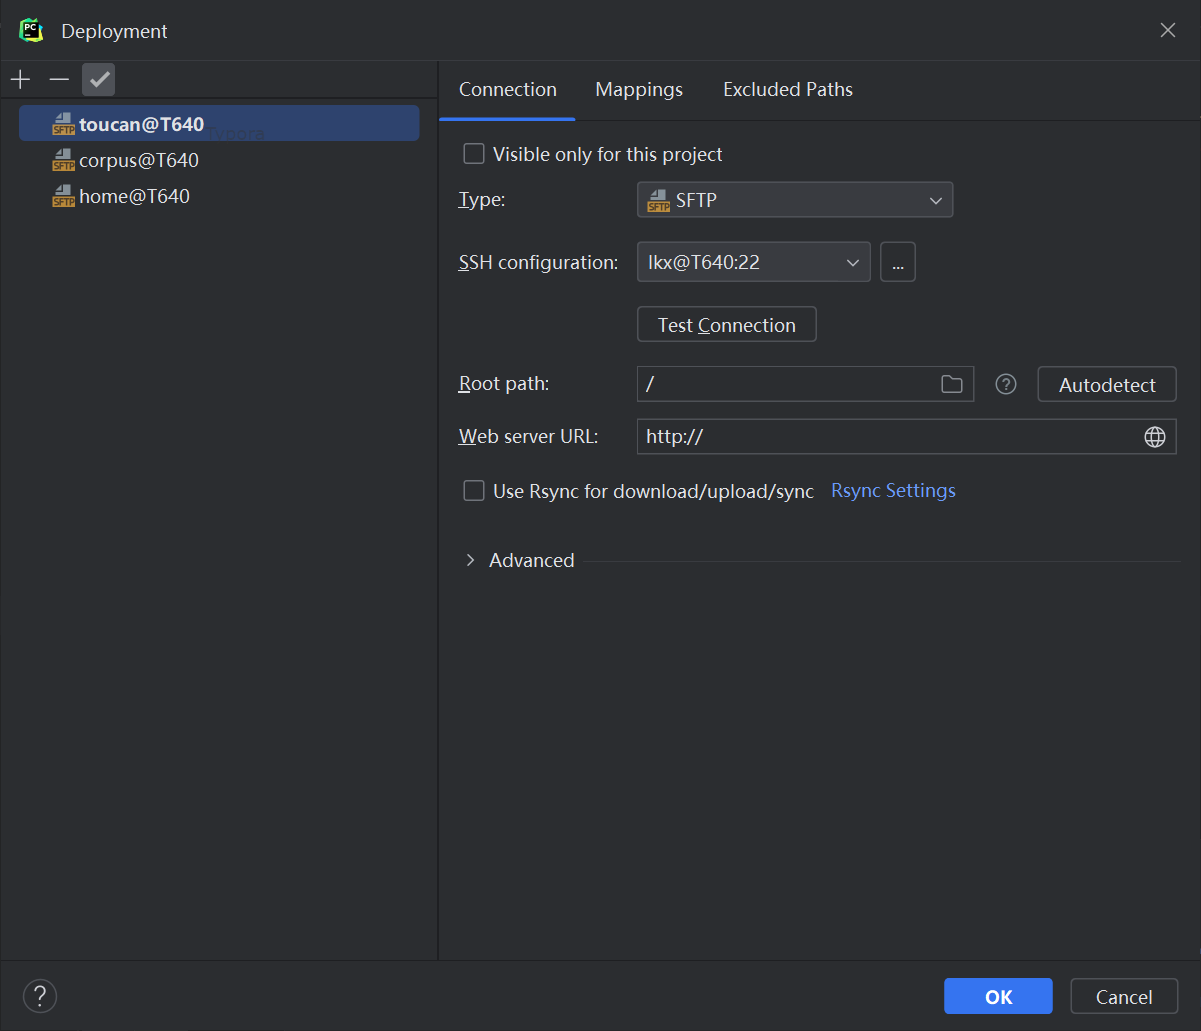 Deployment
toucan@T640
Typora
corpus@T640
home@T640
Connection Mappings Excluded Paths
Visible only for this project
Type: SFTP
SSH configuration: lkx@T640:22 ...
Test Connection
Root path: / ? Autodetect
Web server URL: http://
Use Rsync for download/upload/sync Rsync Settings
Advanced
? OK Cancel